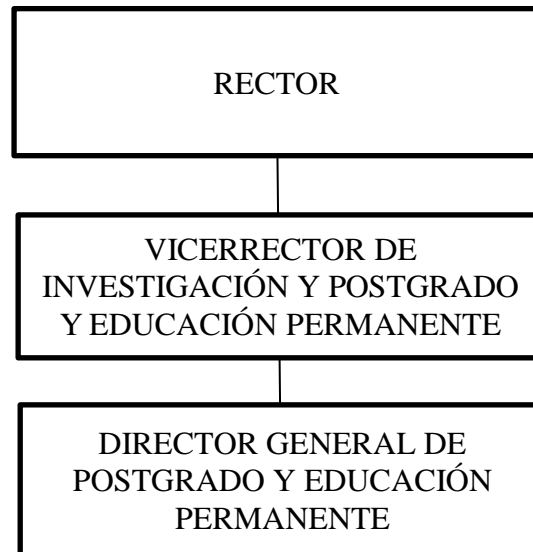 RECTOR
VICERRECTOR DE
INVESTIGACIÓN Y POSTGRADO
Y EDUCACIÓN PERMANENTE
DIRECTOR GENERAL DE
POSTGRADO Y EDUCACIÓN
PERMANENTE